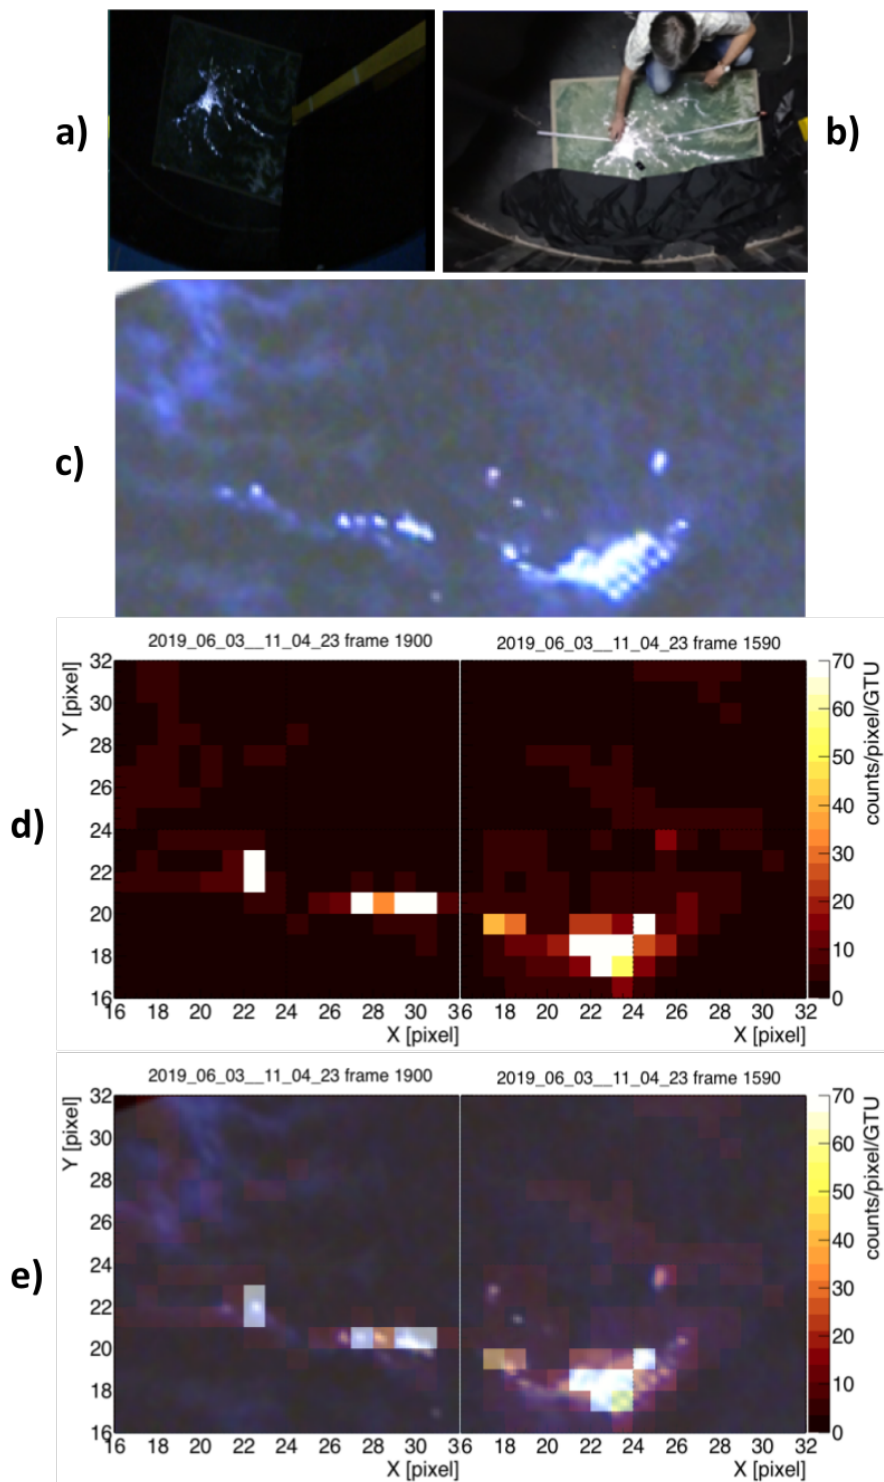 a)
b)
c)
d)
2019_06_03__11_04_23 frame 1900
2019_06_03__11_04_23 frame 1590
Y [pixel]
32
30
28
26
24
22
20
18
16
16 18 20 22 24 26 28 30 36 18 20 22 24 26 28 30 32
X [pixel]
X [pixel]
70
60
50
40
30
20
10
0
counts/pixel/GTU
e)
2019_06_03__11_04_23 frame 1900
2019_06_03__11_04_23 frame 1590
Y [pixel]
32
30
28
26
24
22
20
18
16
16 18 20 22 24 26 28 30 36 18 20 22 24 26 28 30 32
X [pixel]
X [pixel]
70
60
50
40
30
20
10
0
counts/pixel/GTU